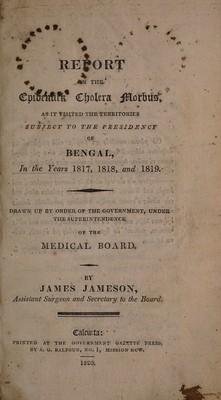 REPORT
ON THE
Epidemick Cholera Morbus,
AS IT VISITED THE TERRITORIES
SUBJECT TO THE PRESIDENCY
OF
BENGAL,
In the Years 1817, 1818, and 1819.
DRAWN UP BY ORDER OF THE GOVERNMENT, UNDER
THE SUPERINTENDENCE
OF THE
MEDICAL BOARD.
BY
JAMES JAMESON,
Assistant Surgeon and Secretary to the Board.
Calcutta:
PRINTED AT THE GOVERNMENT GAZETTE PRESS,
BY A. G. BALFOUR, NO. 1, MISSION ROW.
1820.